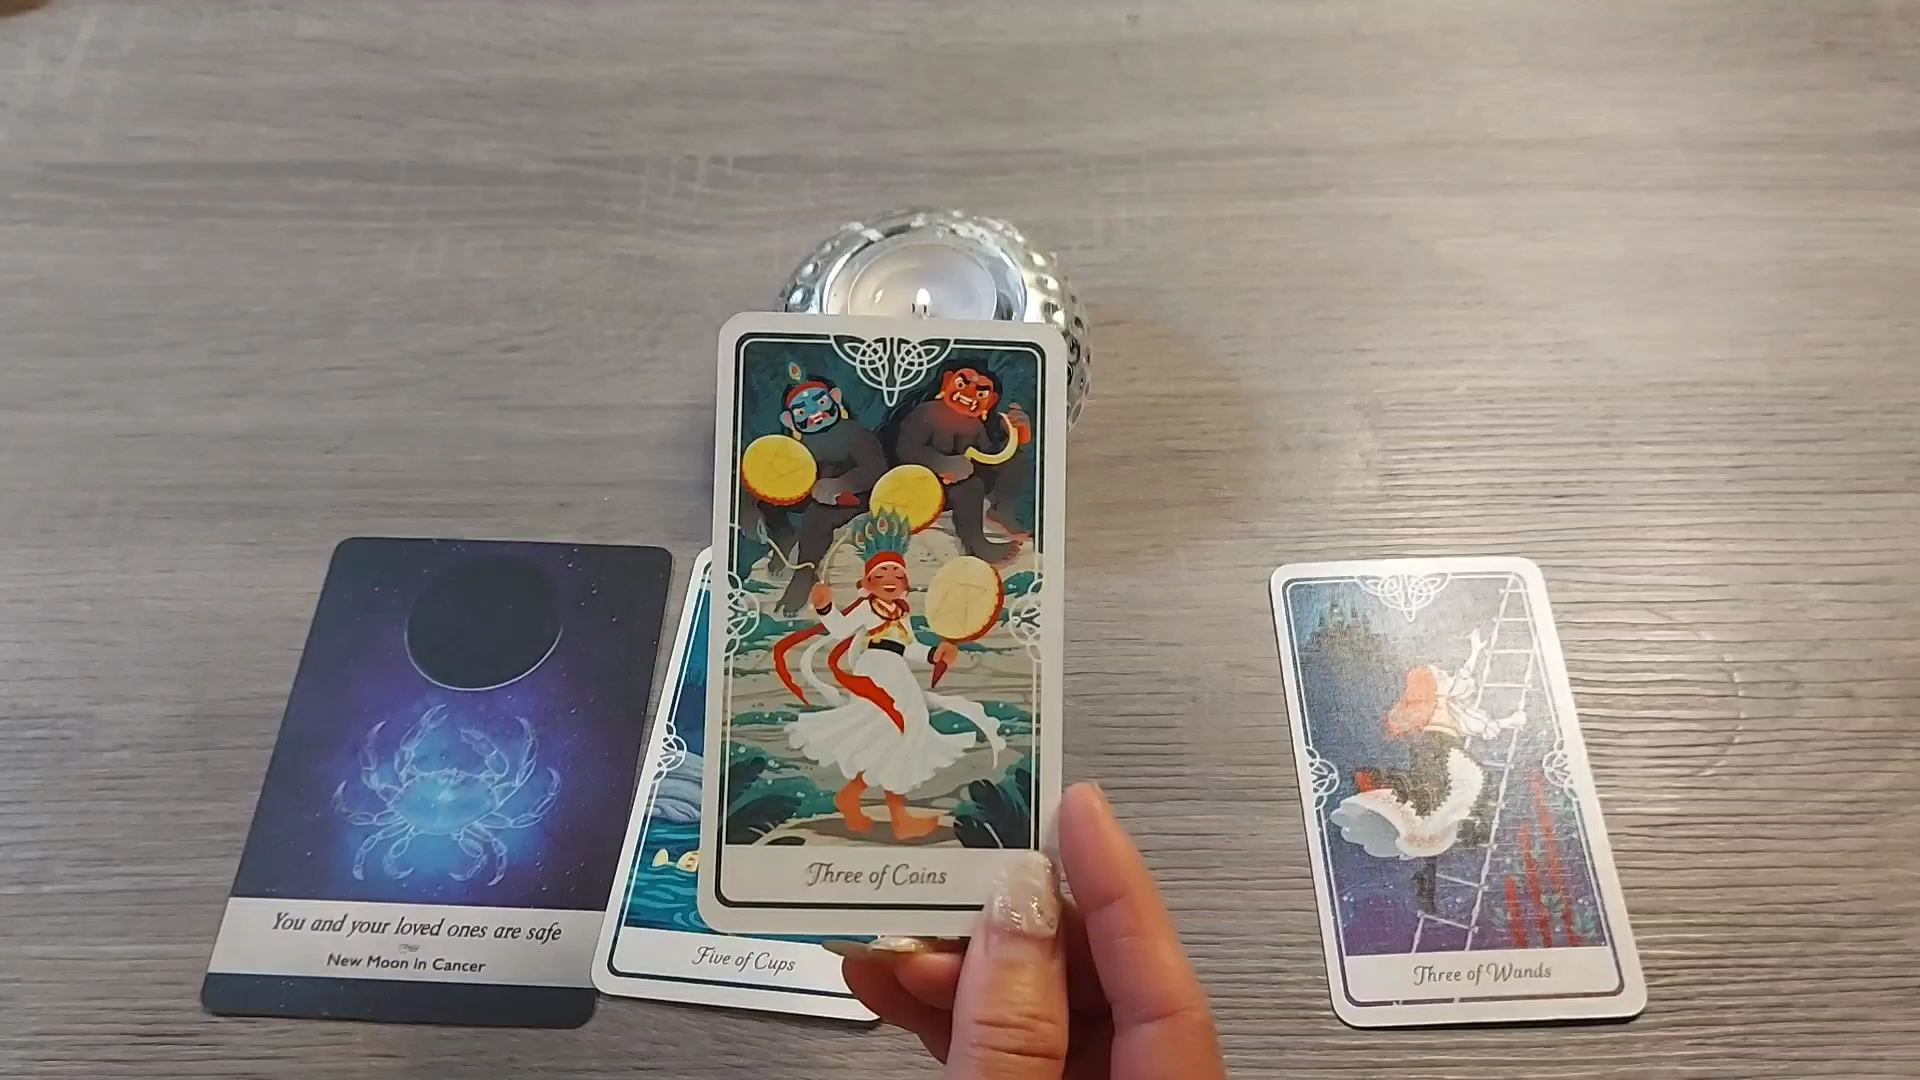 Three of Coins
You and your loved ones are safe
New Moon in Cancer
Five of Cups
Three of Wands